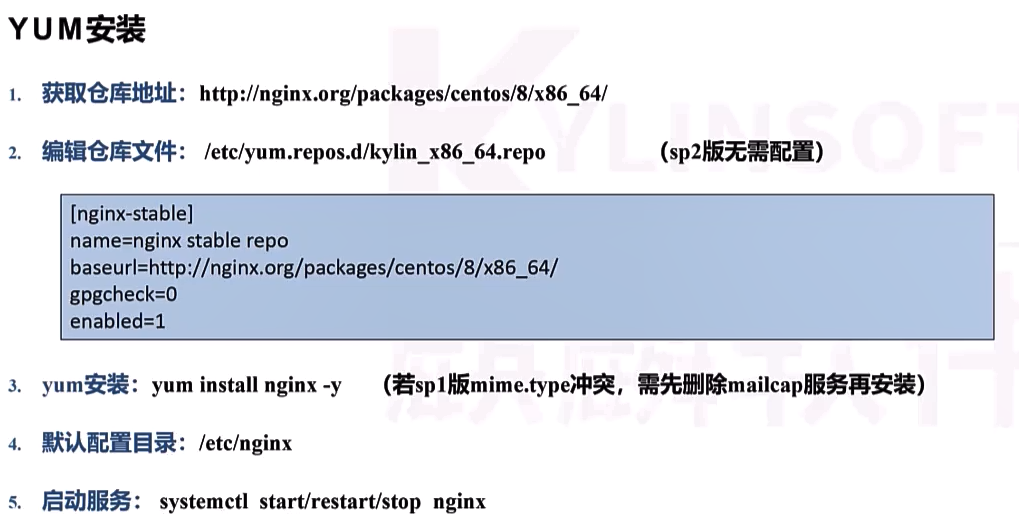 YUM安装
1. 获取仓库地址：http://nginx.org/packages/centos/8/x86_64/
2. 编辑仓库文件： /etc/yum.repos.d/kylin_x86_64.repo （sp2版无需配置）
[nginx-stable]
name=nginx stable repo
baseurl=http://nginx.org/packages/centos/8/x86_64/
gpgcheck=0
enabled=1
3. yum安装：yum install nginx -y （若sp1版mime.type冲突，需先删除mailcap服务再安装）
4. 默认配置目录：/etc/nginx
5. 启动服务： systemctl start/restart/stop nginx
KYLINSOFT